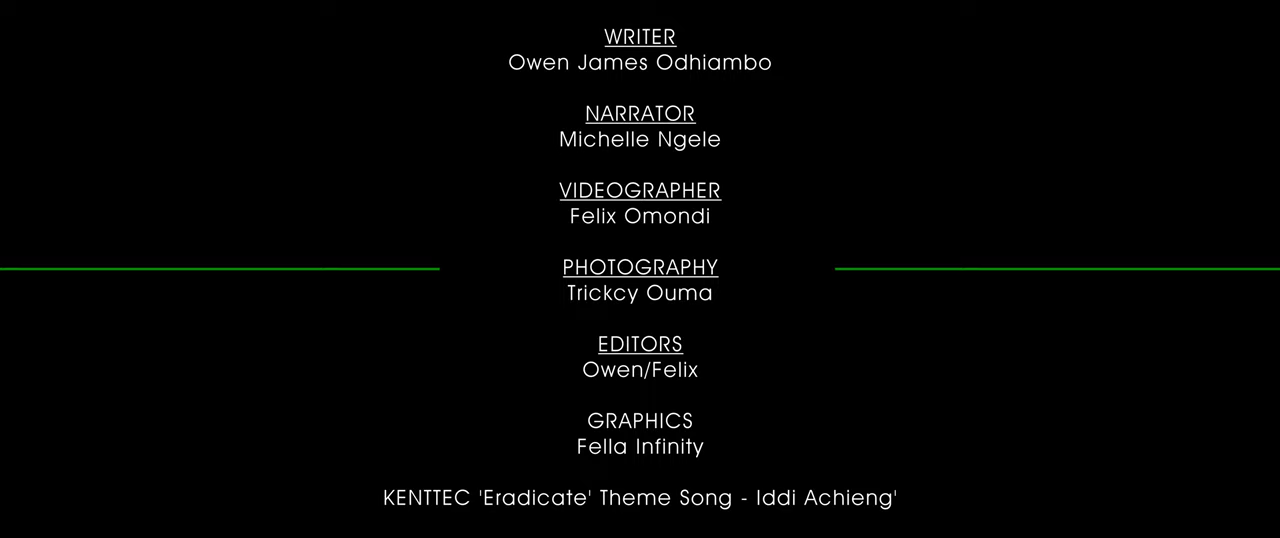 WRITER
Owen James Odhiambo
NARRATOR
Michelle Ngele
VIDEOGRAPHER
Felix Omondi
PHOTOGRAPHY
Trickcy Ouma
EDITORS
Owen/Felix
GRAPHICS
Fella Infinity
KENTTEC 'Eradicate' Theme Song - Iddi Achieng'